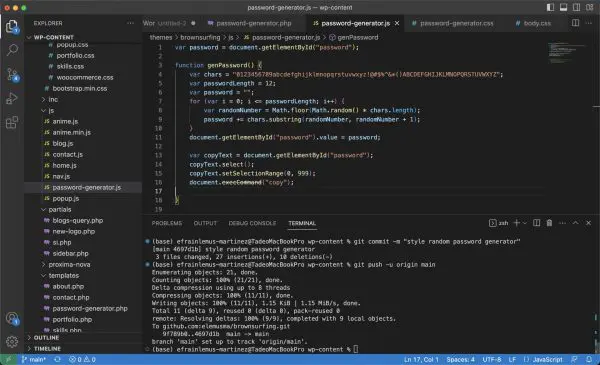 password-generator.js — wp-content
EXPLORER
Wor
Untitled-2
password-generator.php
password-generator.js
password-generator.css
body.css
WP-CONTENT
popup.css
portfolio.css
skills.css
woocommerce.css
bootstrap.min.css
inc
js
anime.js
anime.min.js
blog.js
contact.js
home.js
nav.js
password-generator.js
popup.js
partials
blogs-query.php
new-logo.php
si.php
sidebar.php
proxima-nova
templates
about.php
contact.php
password-generator.php
portfolio.php
skills.php
OUTLINE
TIMELINE
themes > brownsurfing > js > password-generator.js > genPassword
1 var password = document.getElementById("password");
2
3 function genPassword() {
4 var chars = "0123456789abcdefghijklmnopqrstuvwxyz!@#$%^&*()ABCDEFGHIJKLMNOPQRSTUVWXYZ";
5 var passwordLength = 12;
6 var password = "";
7 for (var i = 0; i <= passwordLength; i++) {
8 var randomNumber = Math.floor(Math.random() * chars.length);
9 password += chars.substring(randomNumber, randomNumber + 1);
10 }
11 document.getElementById("password").value = password;
12
13 var copyText = document.getElementById("password");
14 copyText.select();
15 copyText.setSelectionRange(0, 999);
16 document.execCommand("copy");
17
18 }
PROBLEMS OUTPUT DEBUG CONSOLE TERMINAL
zsh
(base) efrainlemus-martinez@TadeoMacBookPro wp-content % git commit -m "style random password generator"
[main 4697d1b] style random password generator
3 files changed, 27 insertions(+), 10 deletions(-)
(base) efrainlemus-martinez@TadeoMacBookPro wp-content % git push -u origin main
Enumerating objects: 21, done.
Counting objects: 100% (21/21), done.
Delta compression using up to 8 threads
Compressing objects: 100% (11/11), done.
Writing objects: 100% (11/11), 1.15 KiB | 1.15 MiB/s, done.
Total 11 (delta 9), reused 0 (delta 0), pack-reused 0
remote: Resolving deltas: 100% (9/9), completed with 9 local objects.
To github.com:elemusma/brownsurfing.git
9f789b0..4697d1b main -> main
branch 'main' set up to track 'origin/main'.
(base) efrainlemus-martinez@TadeoMacBookPro wp-content %
main* 0 0 Ln 17, Col 1 Spaces: 4 UTF-8 LF {} JavaScript